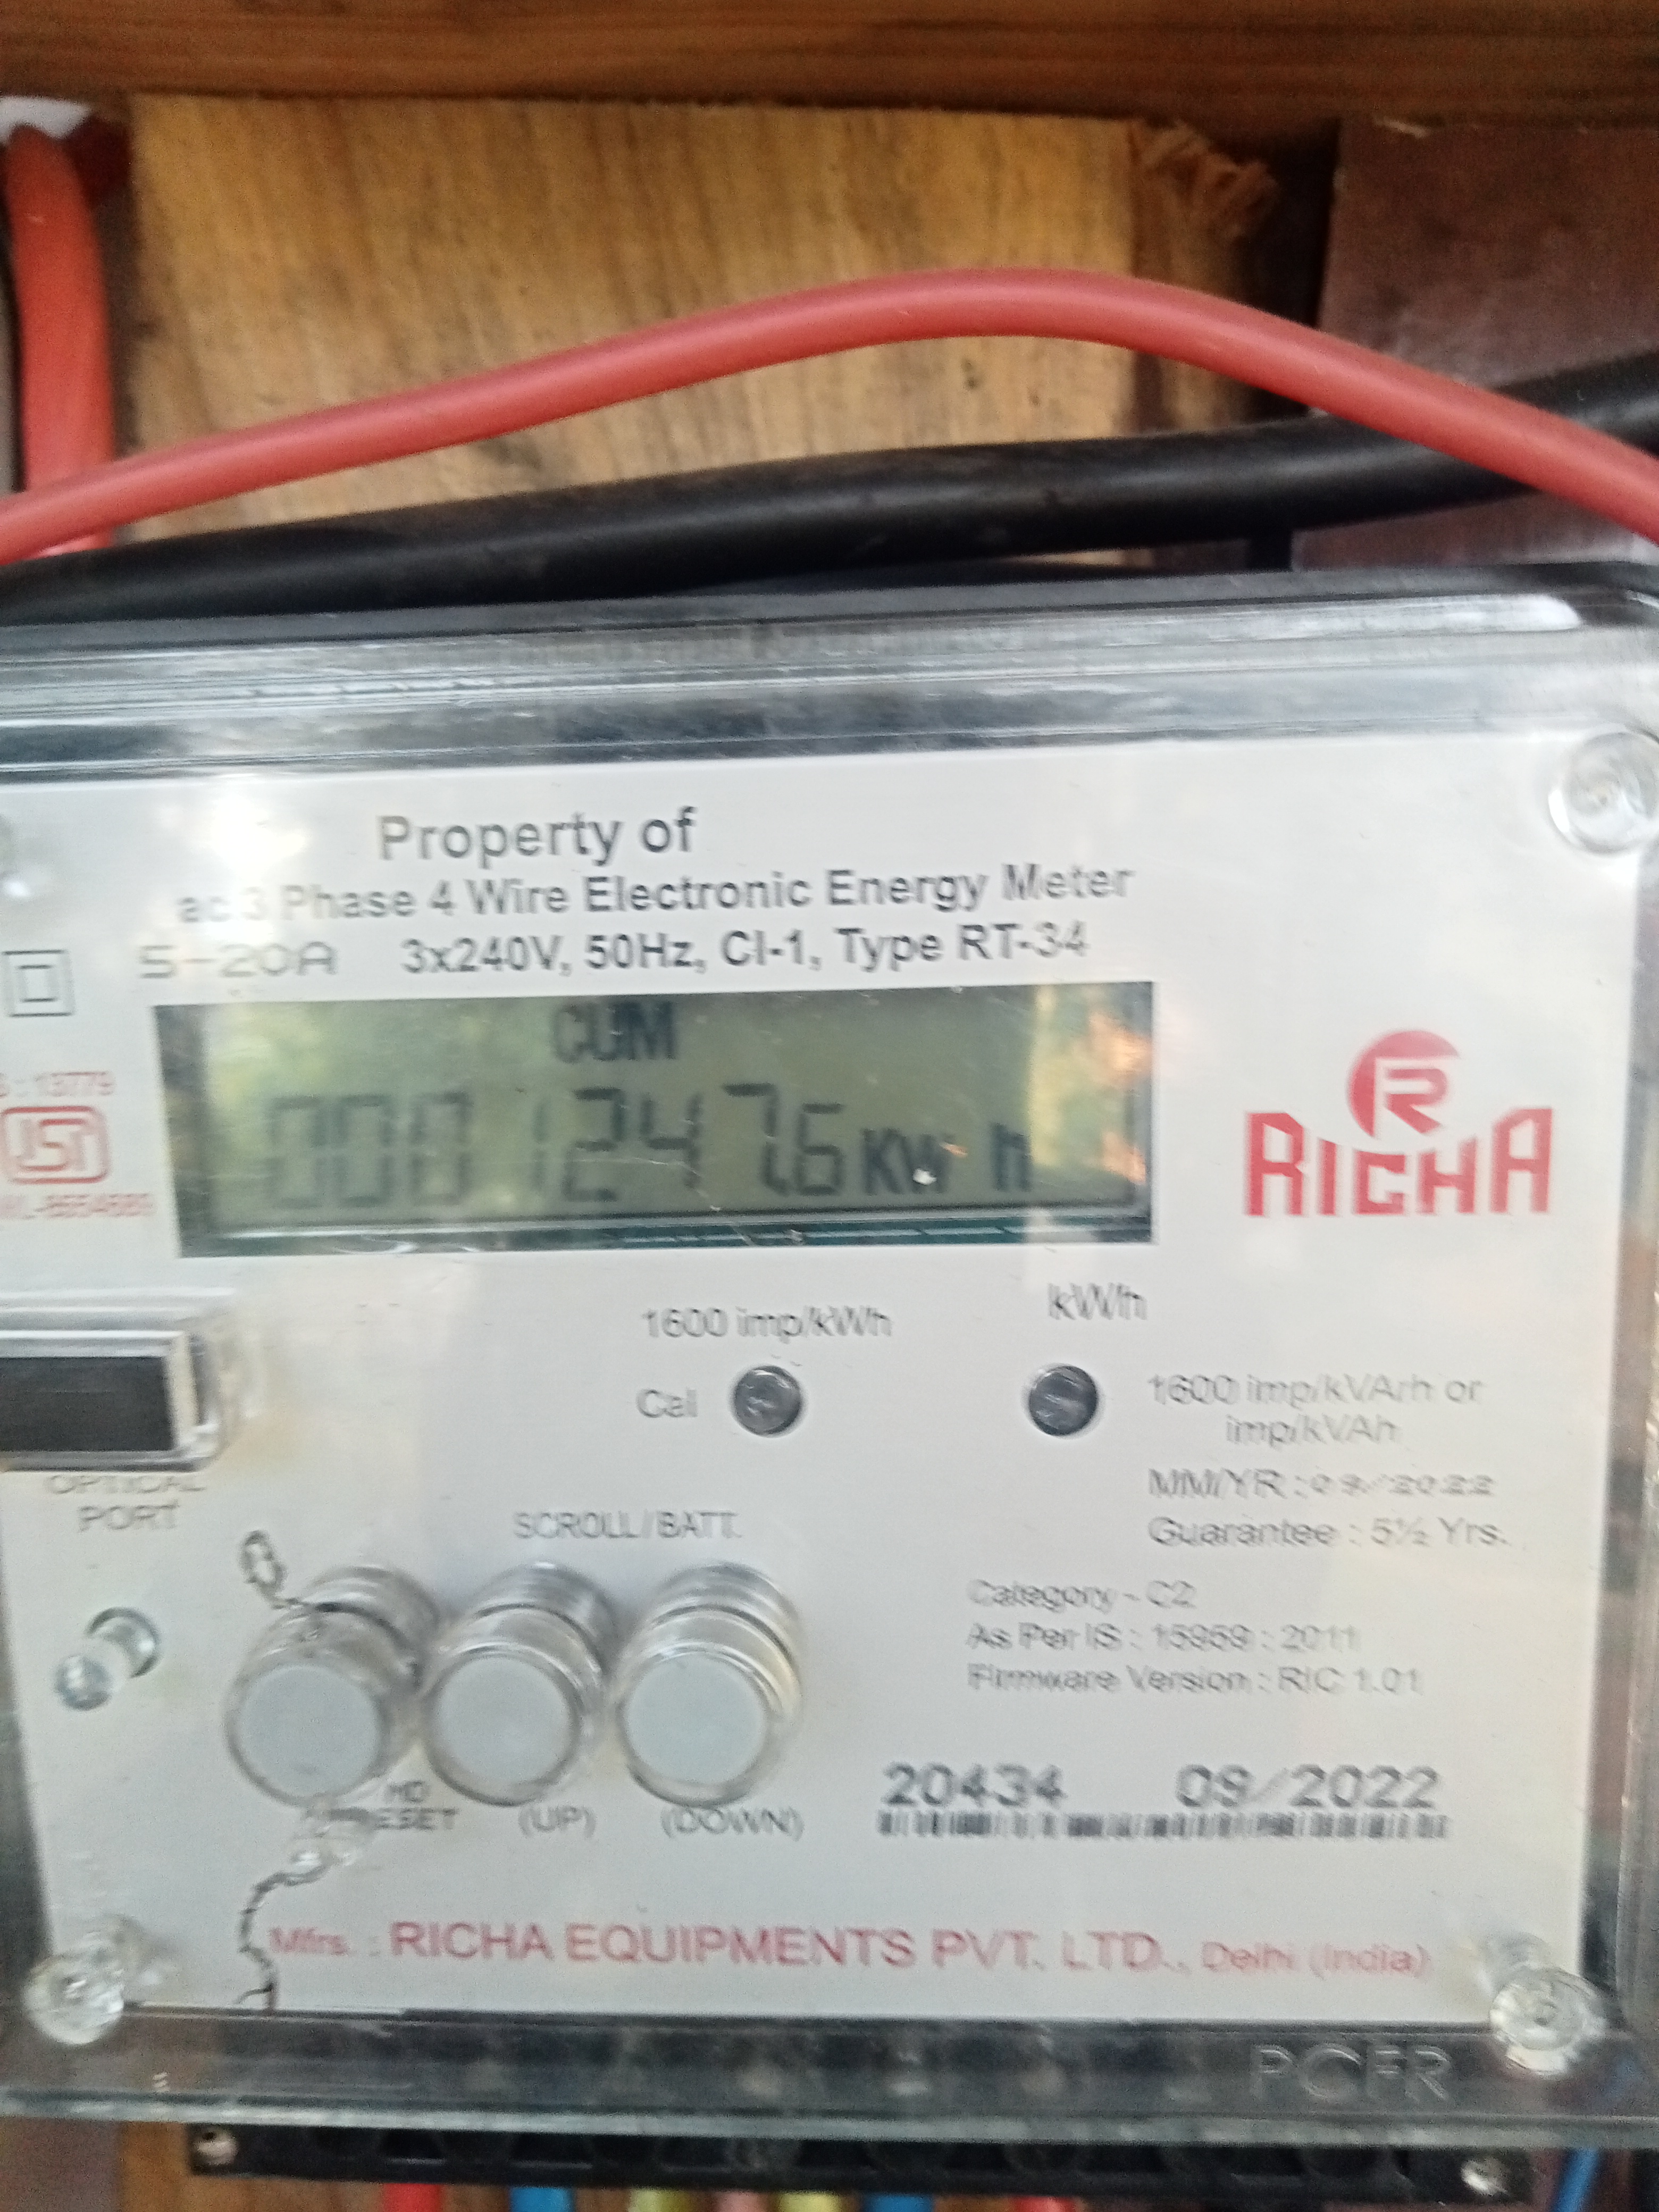 Property of
ac 3 Phase 4 Wire Electronic Energy Meter
5-20A 3x240V, 50Hz, Cl-1, Type RT-34
CUM
0001247.6 KW h
: 13779
ISI
R
RICHA
1600 imp/kWh
kWh
Cal
1600 imp/kVArh or
imp/kVAh
OPTICAL
PORT
MM/YR : 09/2022
Guarantee : 5½ Yrs.
SCROLL/BATT.
Category - C2
As Per IS : 15959 : 2011
Firmware Version : RIC 1.01
MD
ESET
(UP)
(DOWN)
20434 09/2022
Mfrs. : RICHA EQUIPMENTS PVT. LTD., Delhi (India)
PCFR